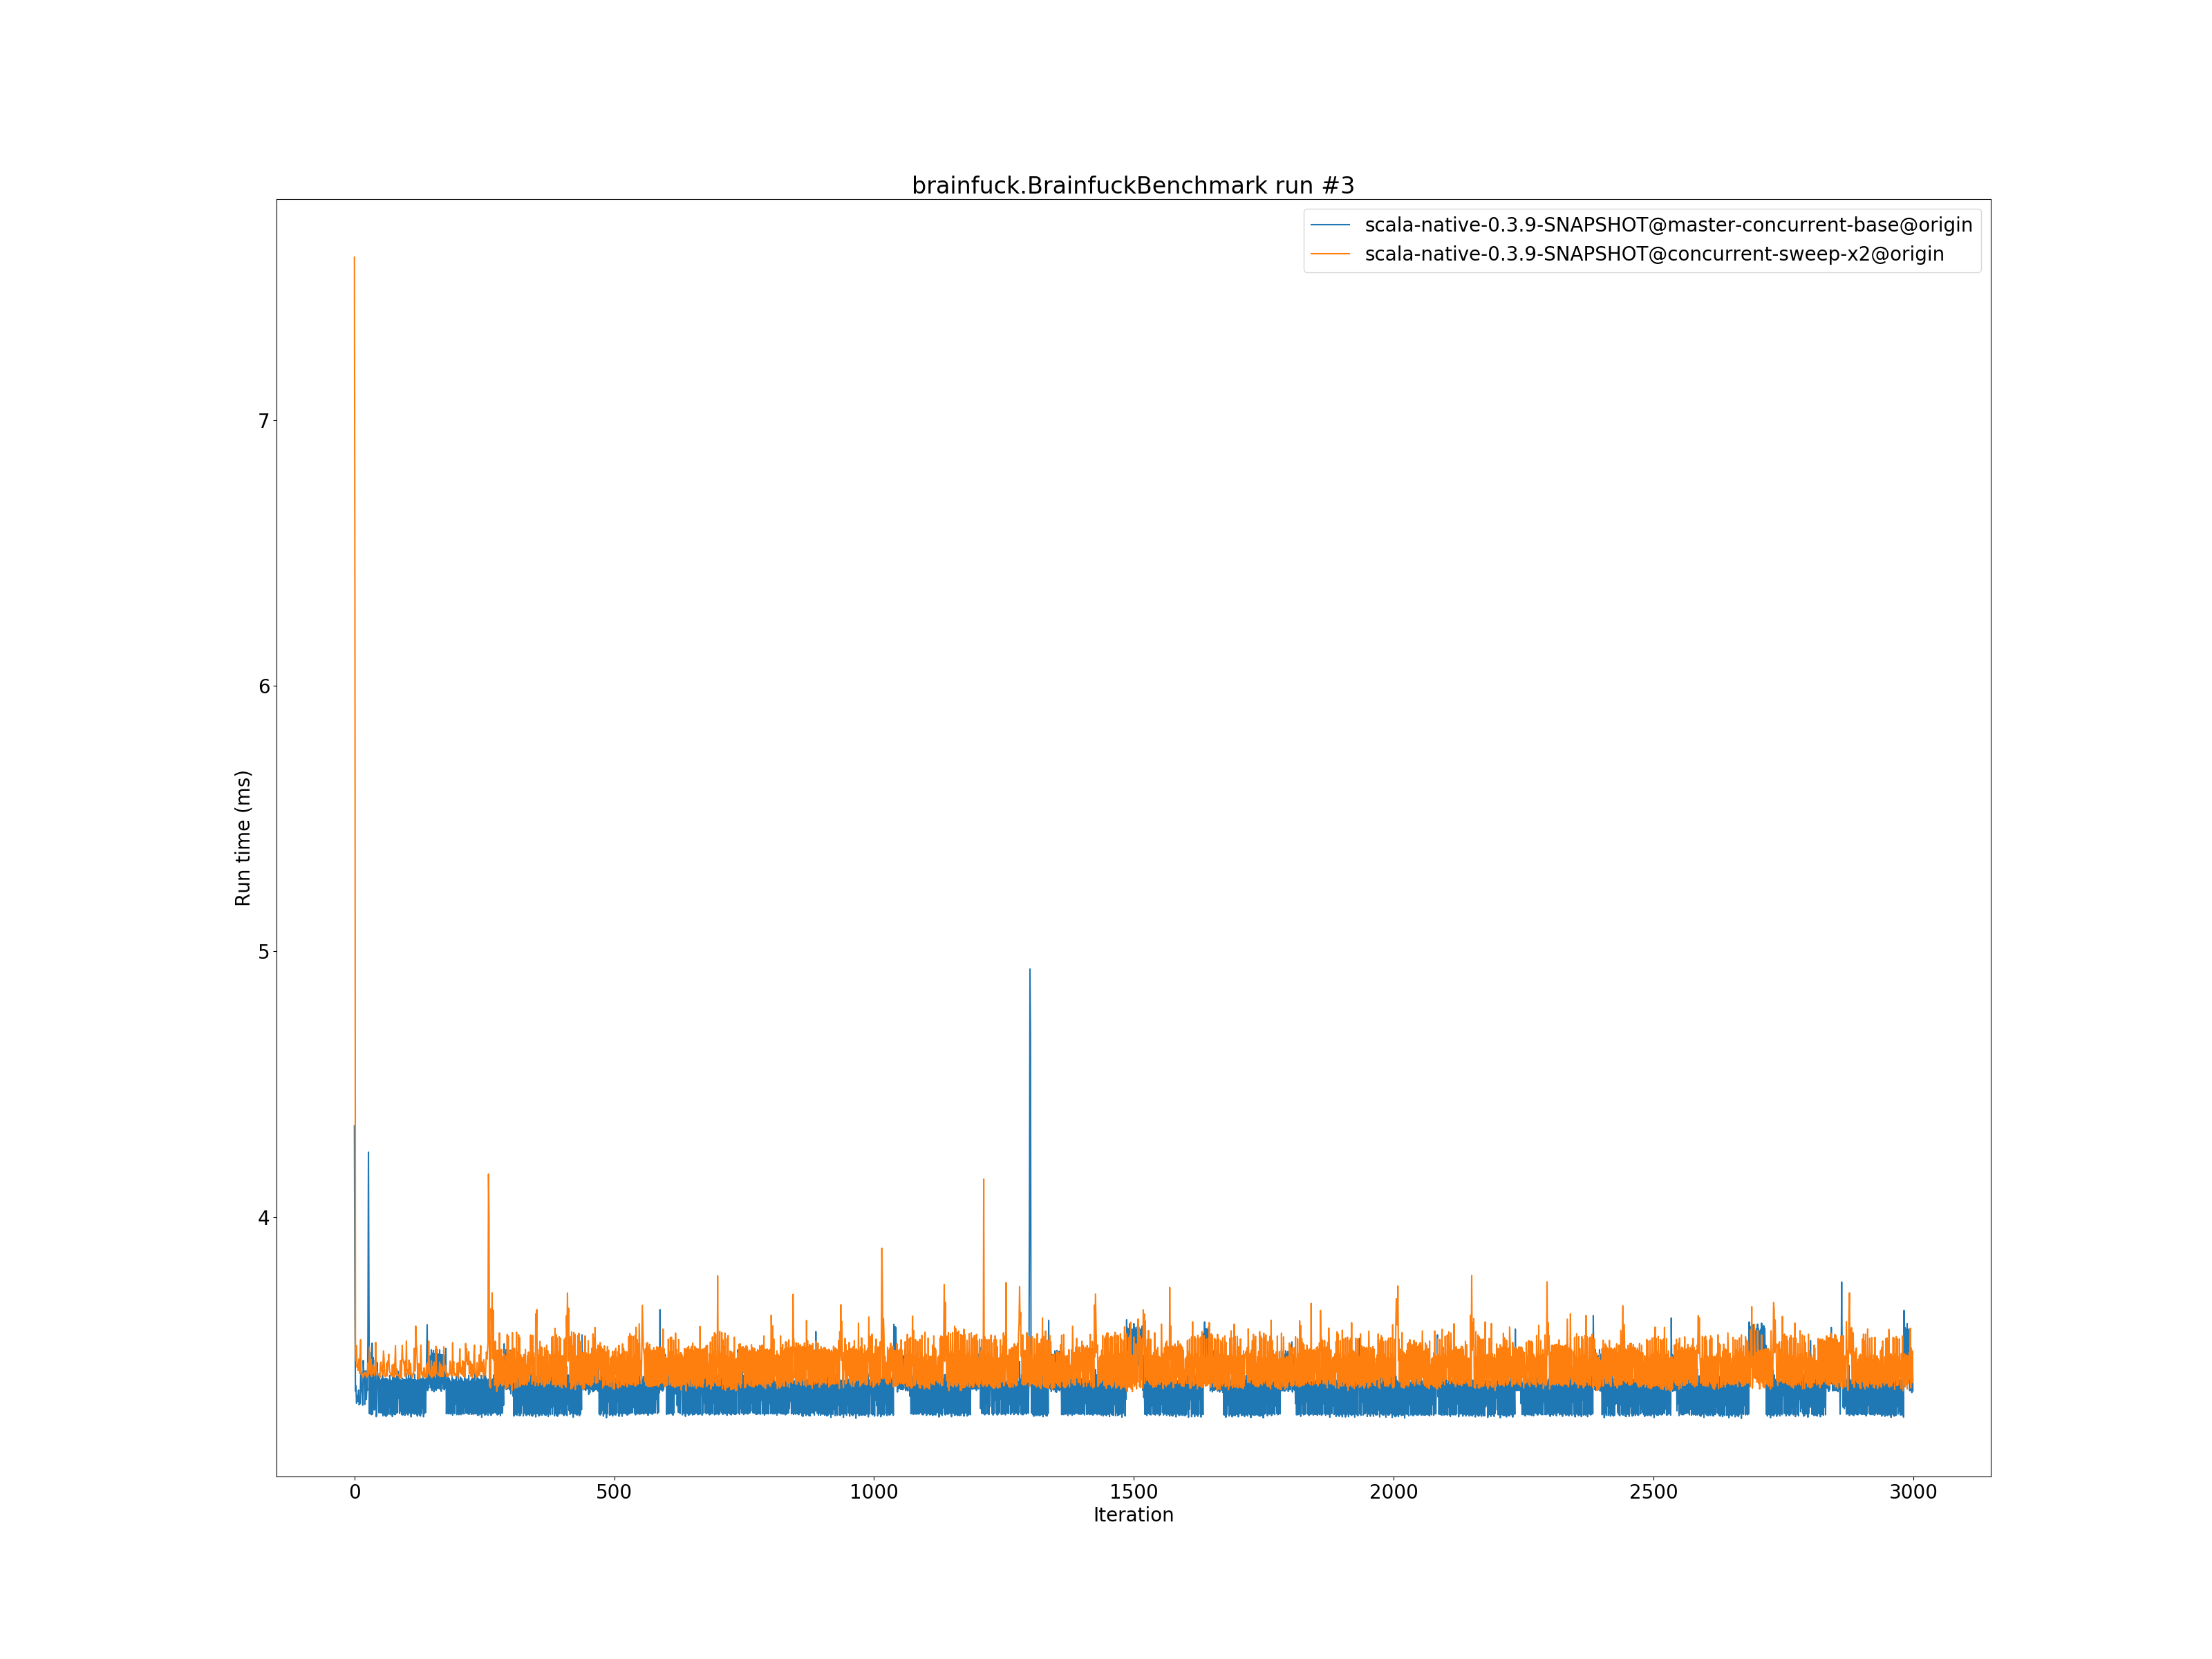 brainfuck.BrainfuckBenchmark run #3
scala-native-0.3.9-SNAPSHOT@master-concurrent-base@origin
scala-native-0.3.9-SNAPSHOT@concurrent-sweep-x2@origin
7
6
5
4
Run time (ms)
0 500 1000 1500 2000 2500 3000
Iteration